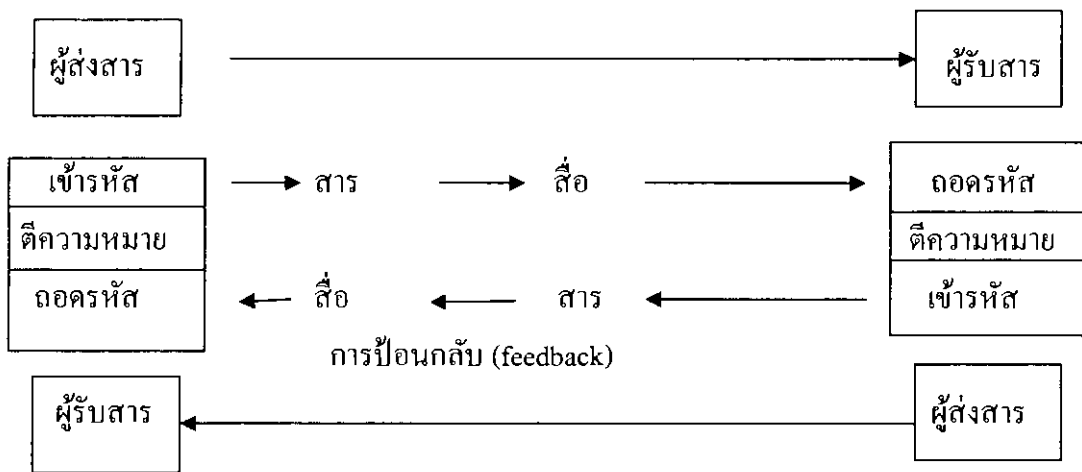 ผู้ส่งสาร ผู้รับสาร
เข้ารหัส สาร สื่อ ถอดรหัส
ตีความหมาย ตีความหมาย
ถอดรหัส สื่อ สาร เข้ารหัส
การป้อนกลับ (feedback)
ผู้รับสาร ผู้ส่งสาร